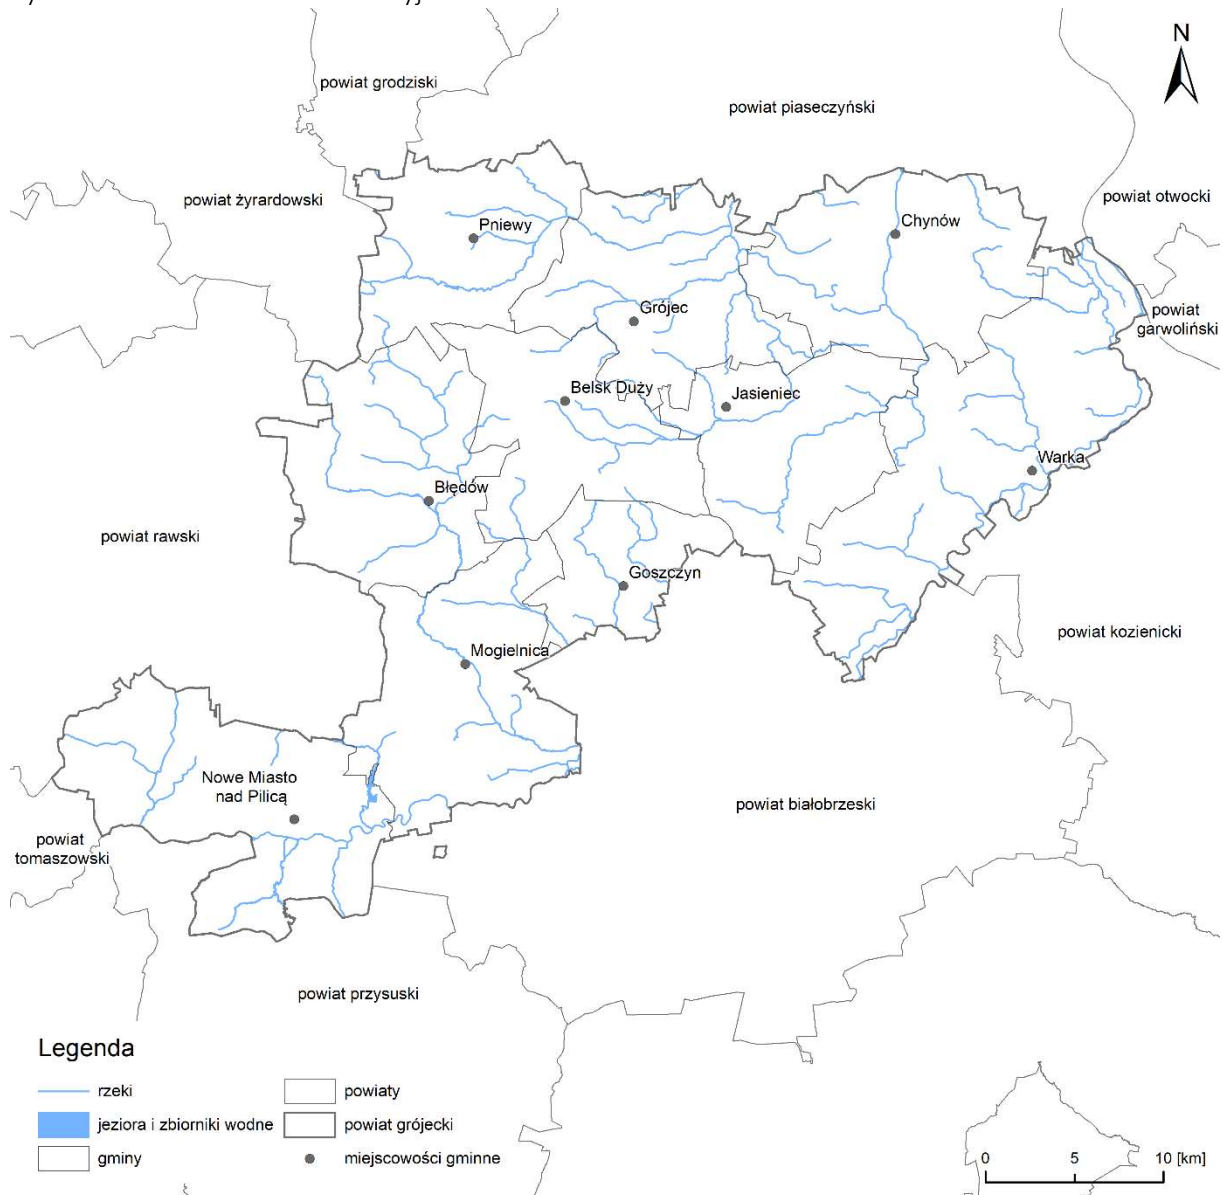 N
powiat grodziski
powiat piaseczyński
powiat żyrardowski
powiat otwocki
Pniewy
Chynów
Grójec
powiat
garwoliński
Belsk Duży
Jasieniec
Warka
Błędów
powiat rawski
Goszczyn
powiat kozienicki
Mogielnica
Nowe Miasto
nad Pilicą
powiat białobrzeski
powiat
tomaszowski
powiat przysuski
Legenda
rzeki
jeziora i zbiorniki wodne
gminy
powiaty
powiat grójecki
miejscowości gminne
0 5 10 [km]